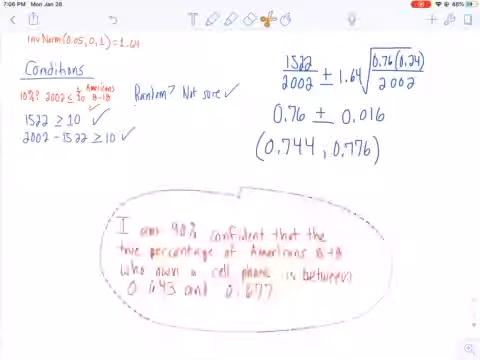 7:06 PM Mon Jan 28
46%
invNorm(0.05,0,1)=1.64
Conditions
10%? 2002 ≤ 1/10 Americans 8-18 ✓
Random? Not sure ✓
1522 ≥ 10 ✓
2002-1522 ≥ 10 ✓
1522/2002 ± 1.64 √(0.76(0.24)/2002)
0.76 ± 0.016
(0.744, 0.776)
I am 90% confident that the
true percentage of Americans 8-18
who own a cell phone is between
0.643 and 0.677